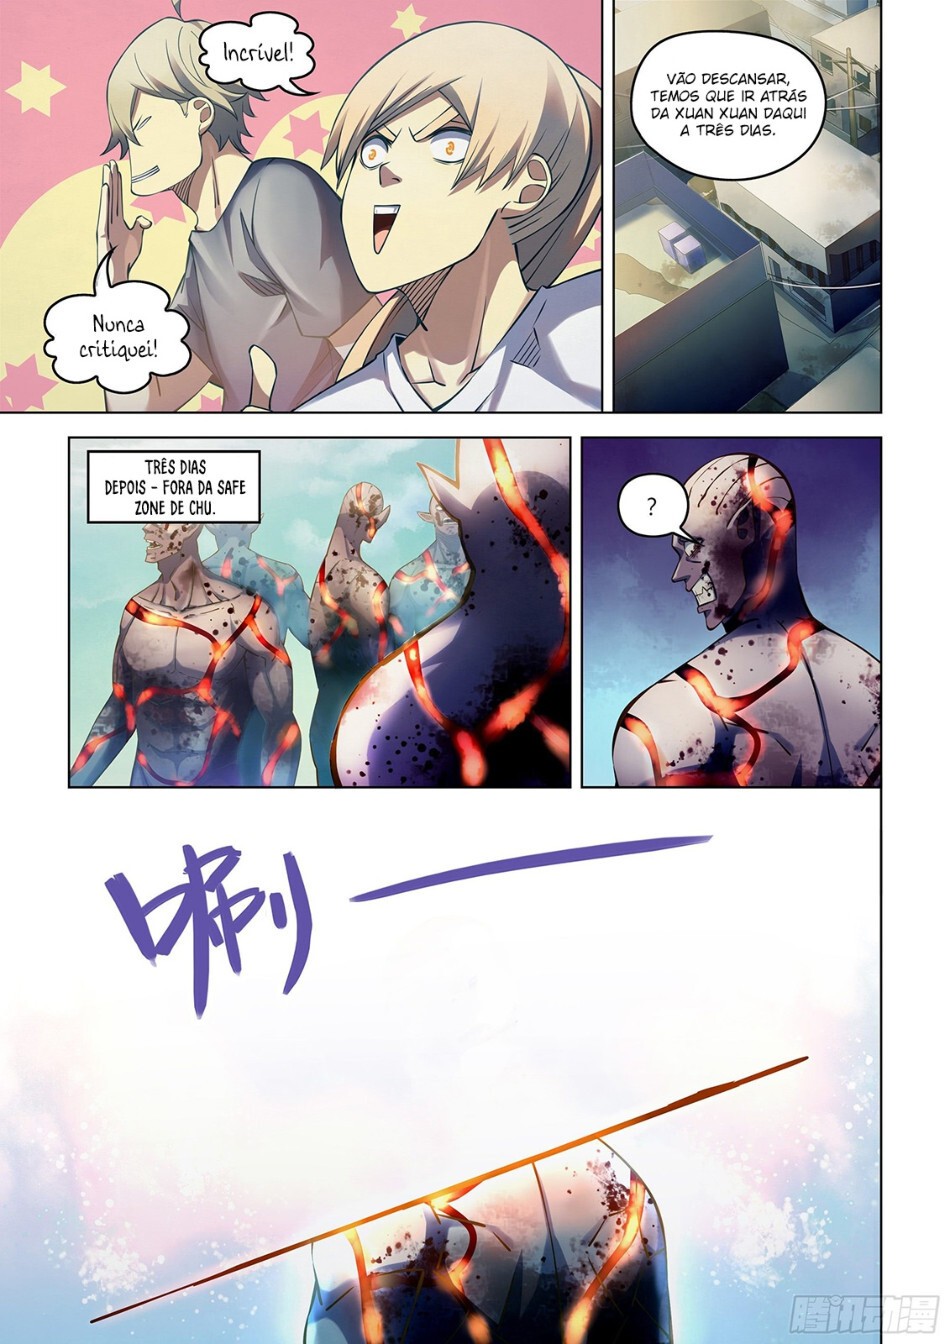 Incrível!
Nunca
critiquei!
VÃO DESCANSAR,
TEMOS QUE IR ATRÁS
DA XUAN XUAN DAQUI
A TRÊS DIAS.
TRÊS DIAS
DEPOIS - FORA DA SAFE
ZONE DE CHU.
?
唰一
腾讯动漫